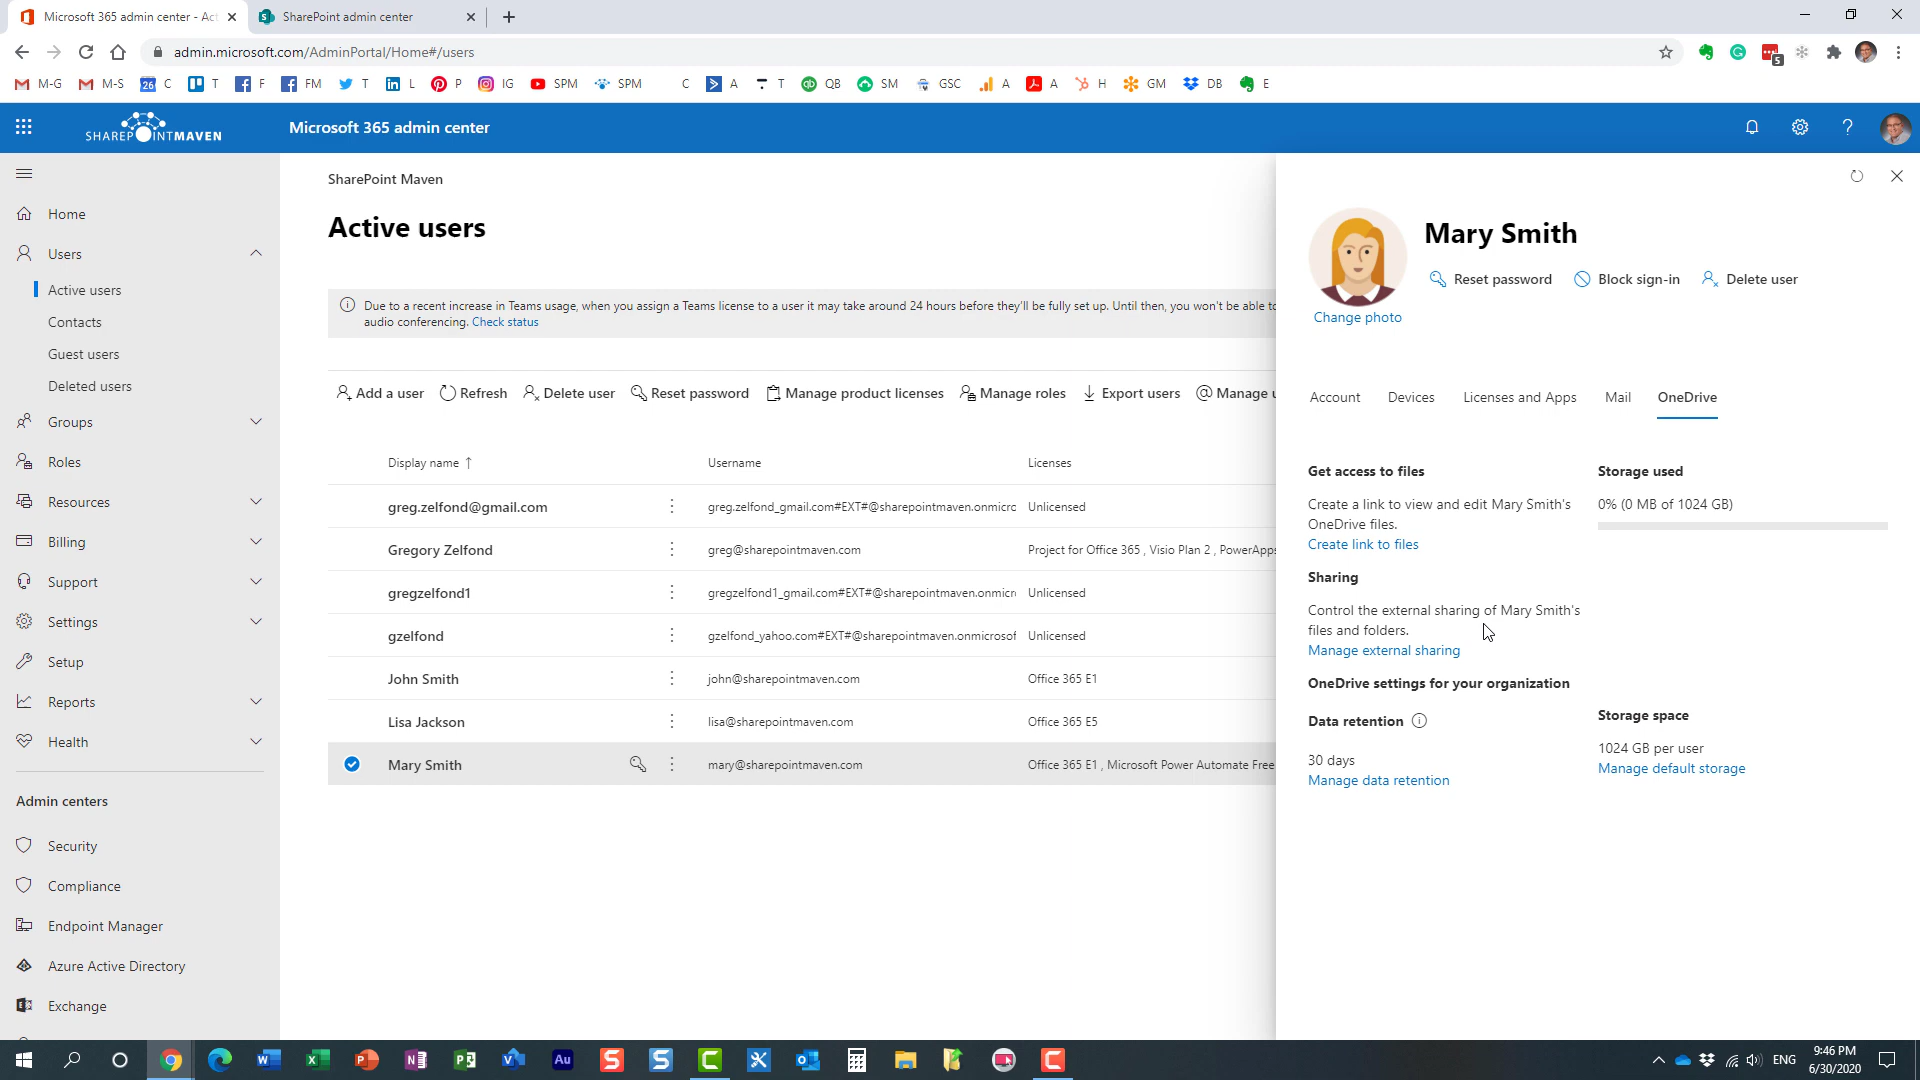 Microsoft 365 admin center - Act
SharePoint admin center
admin.microsoft.com/AdminPortal/Home#/users
5
M-G
M-S
26
C
T
F
FM
T
L
P
IG
SPM
SPM
C
A
T
QB
SM
GSC
A
A
H
GM
DB
E
SHAREPOINTMAVEN
Microsoft 365 admin center
Home
Users
Active users
Contacts
Guest users
Deleted users
Groups
Roles
Resources
Billing
Support
Settings
Setup
Reports
Health
Admin centers
Security
Compliance
Endpoint Manager
Azure Active Directory
Exchange
SharePoint Maven
Active users
Due to a recent increase in Teams usage, when you assign a Teams license to a user it may take around 24 hours before they'll be fully set up. Until then, you won't be able to
audio conferencing. Check status
Add a user Refresh Delete user Reset password Manage product licenses Manage roles Export users Manage u
Display name ↑ Username Licenses
greg.zelfond@gmail.com greg.zelfond_gmail.com#EXT#@sharepointmaven.onmicrc Unlicensed
Gregory Zelfond greg@sharepointmaven.com Project for Office 365 , Visio Plan 2 , PowerApps
gregzelfond1 gregzelfond1_gmail.com#EXT#@sharepointmaven.onmicr Unlicensed
gzelfond gzelfond_yahoo.com#EXT#@sharepointmaven.onmicrosof Unlicensed
John Smith john@sharepointmaven.com Office 365 E1
Lisa Jackson lisa@sharepointmaven.com Office 365 E5
Mary Smith mary@sharepointmaven.com Office 365 E1 , Microsoft Power Automate Free
Mary Smith
Reset password Block sign-in Delete user
Change photo
Account Devices Licenses and Apps Mail OneDrive
Get access to files
Create a link to view and edit Mary Smith's
OneDrive files.
Create link to files
Storage used
0% (0 MB of 1024 GB)
Sharing
Control the external sharing of Mary Smith's
files and folders.
Manage external sharing
OneDrive settings for your organization
Data retention
30 days
Manage data retention
Storage space
1024 GB per user
Manage default storage
ENG
9:46 PM
6/30/2020